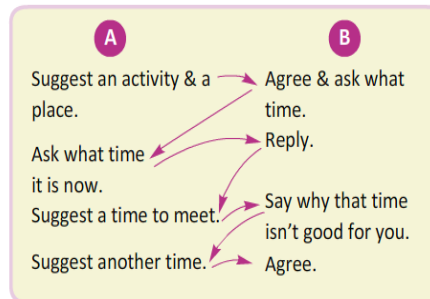 A
B
Suggest an activity & a
place.
Agree & ask what
time.
Ask what time
it is now.
Reply.
Suggest a time to meet.
Say why that time
isn't good for you.
Suggest another time.
Agree.